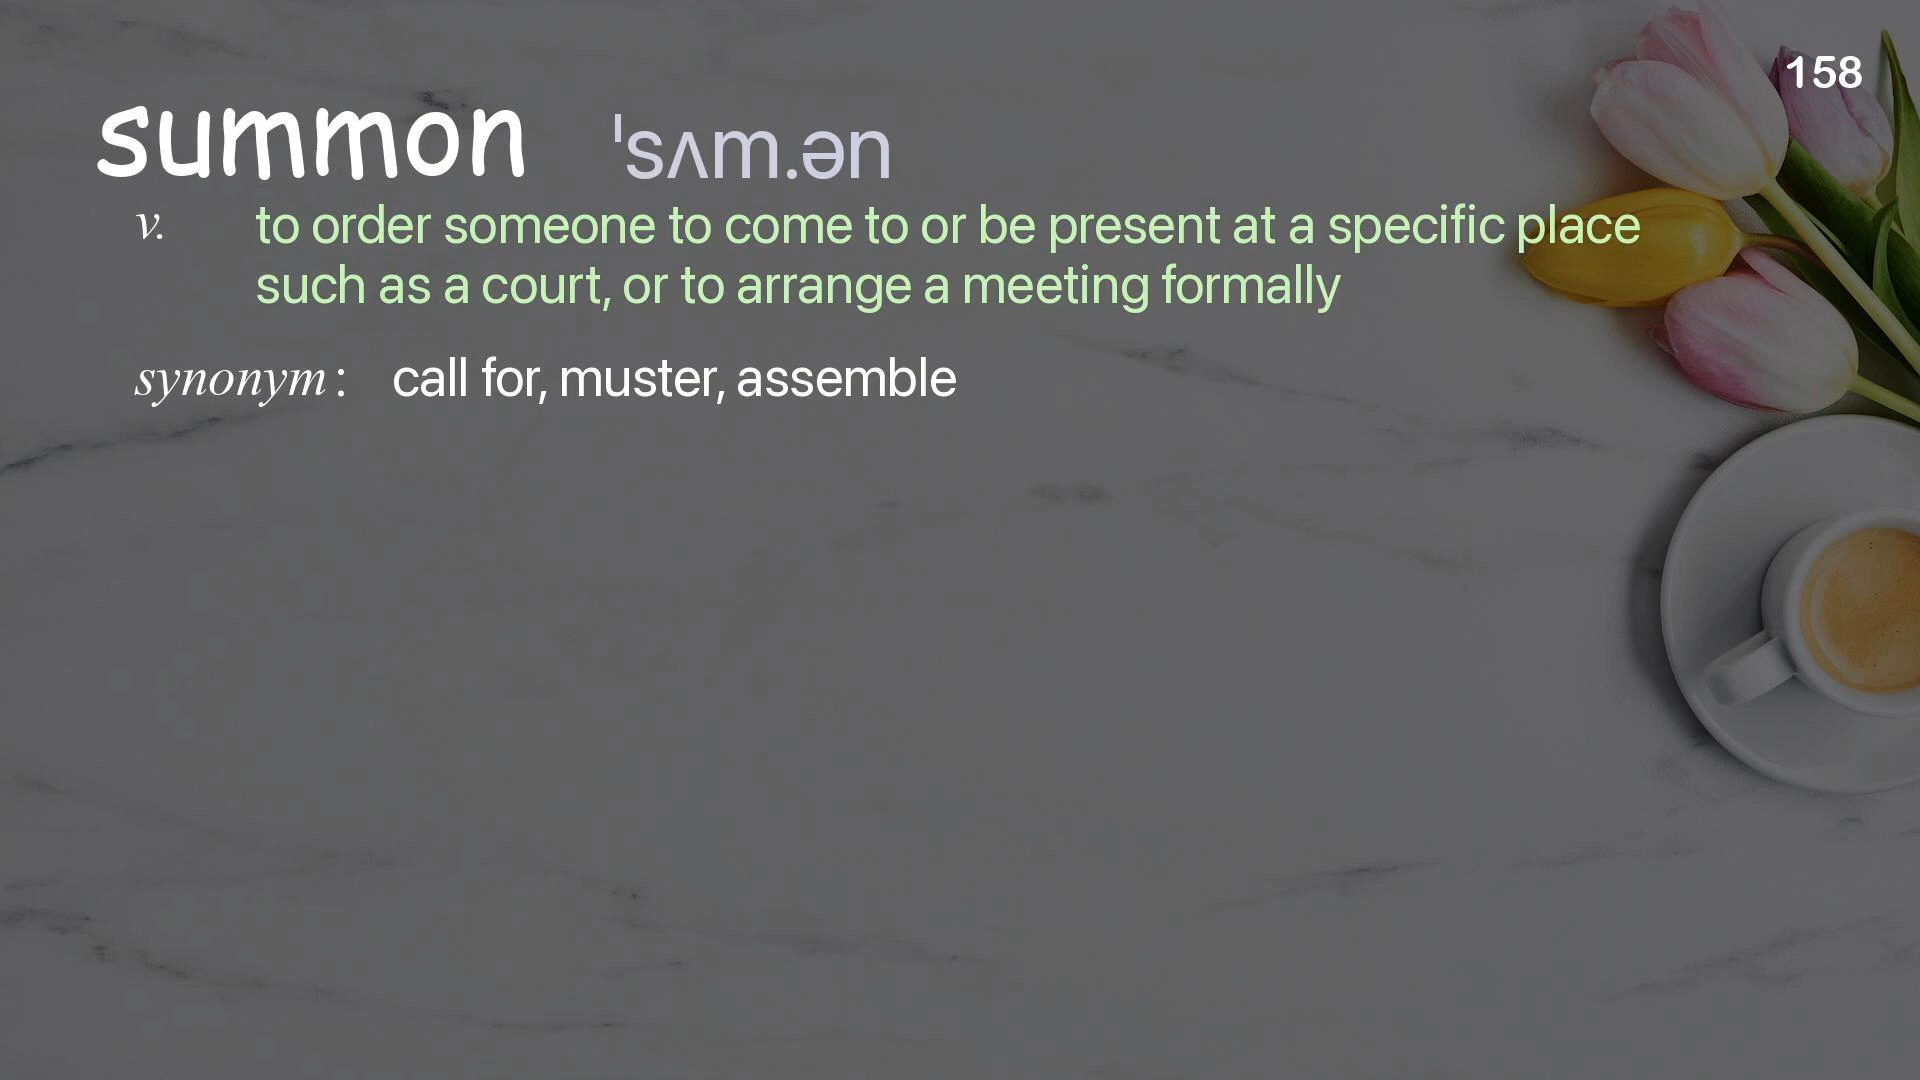 158
summon ˈsʌm.ən
v. to order someone to come to or be present at a specific place
such as a court, or to arrange a meeting formally
synonym: call for, muster, assemble